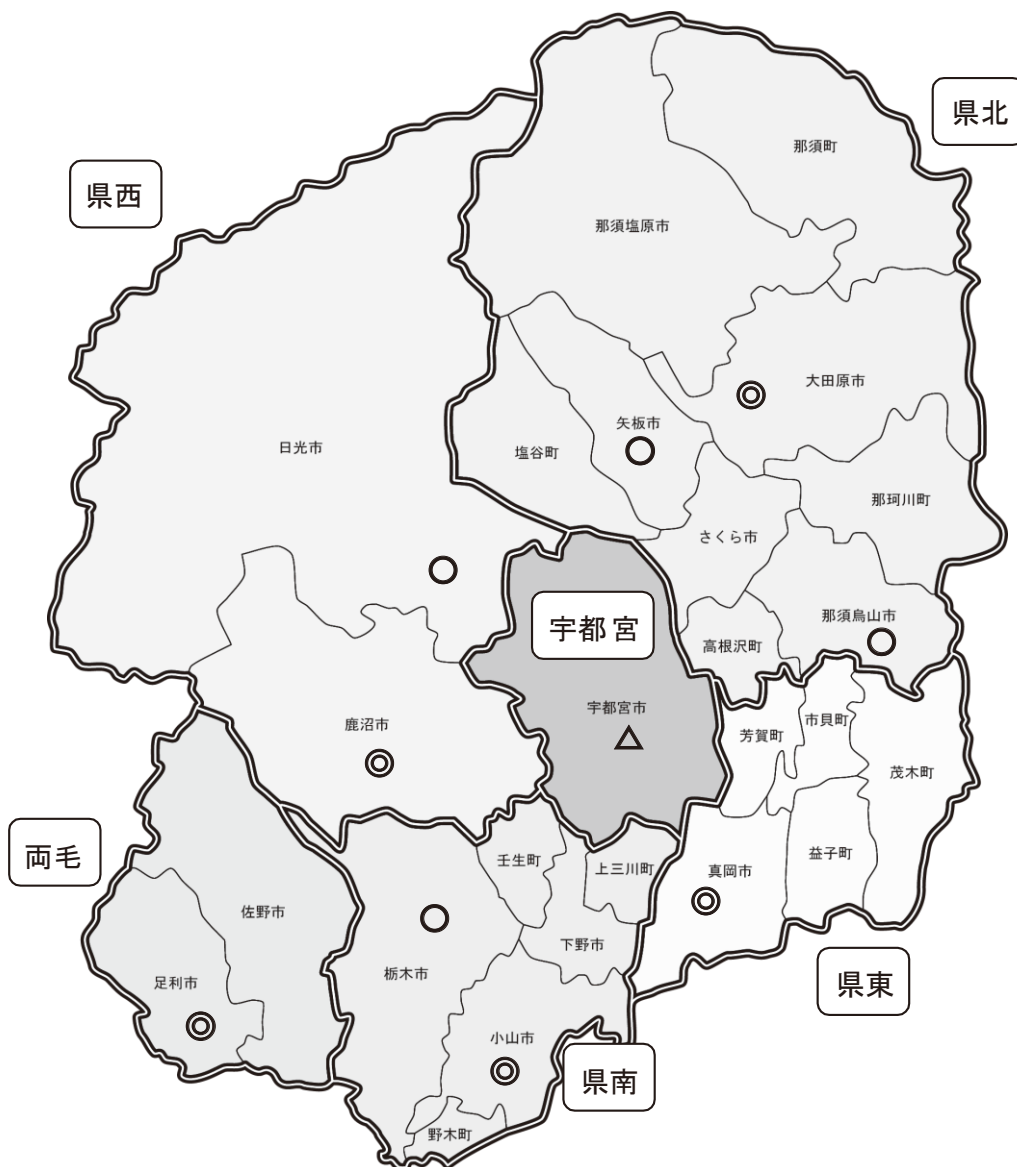 県北
那須町
県西
那須塩原市
大田原市
矢板市
日光市
塩谷町
那珂川町
さくら市
那須烏山市
宇都宮
高根沢町
宇都宮市
市貝町
鹿沼市
芳賀町
茂木町
両毛
壬生町
上三川町
益子町
真岡市
佐野市
下野市
栃木市
足利市
県東
小山市
県南
野木町